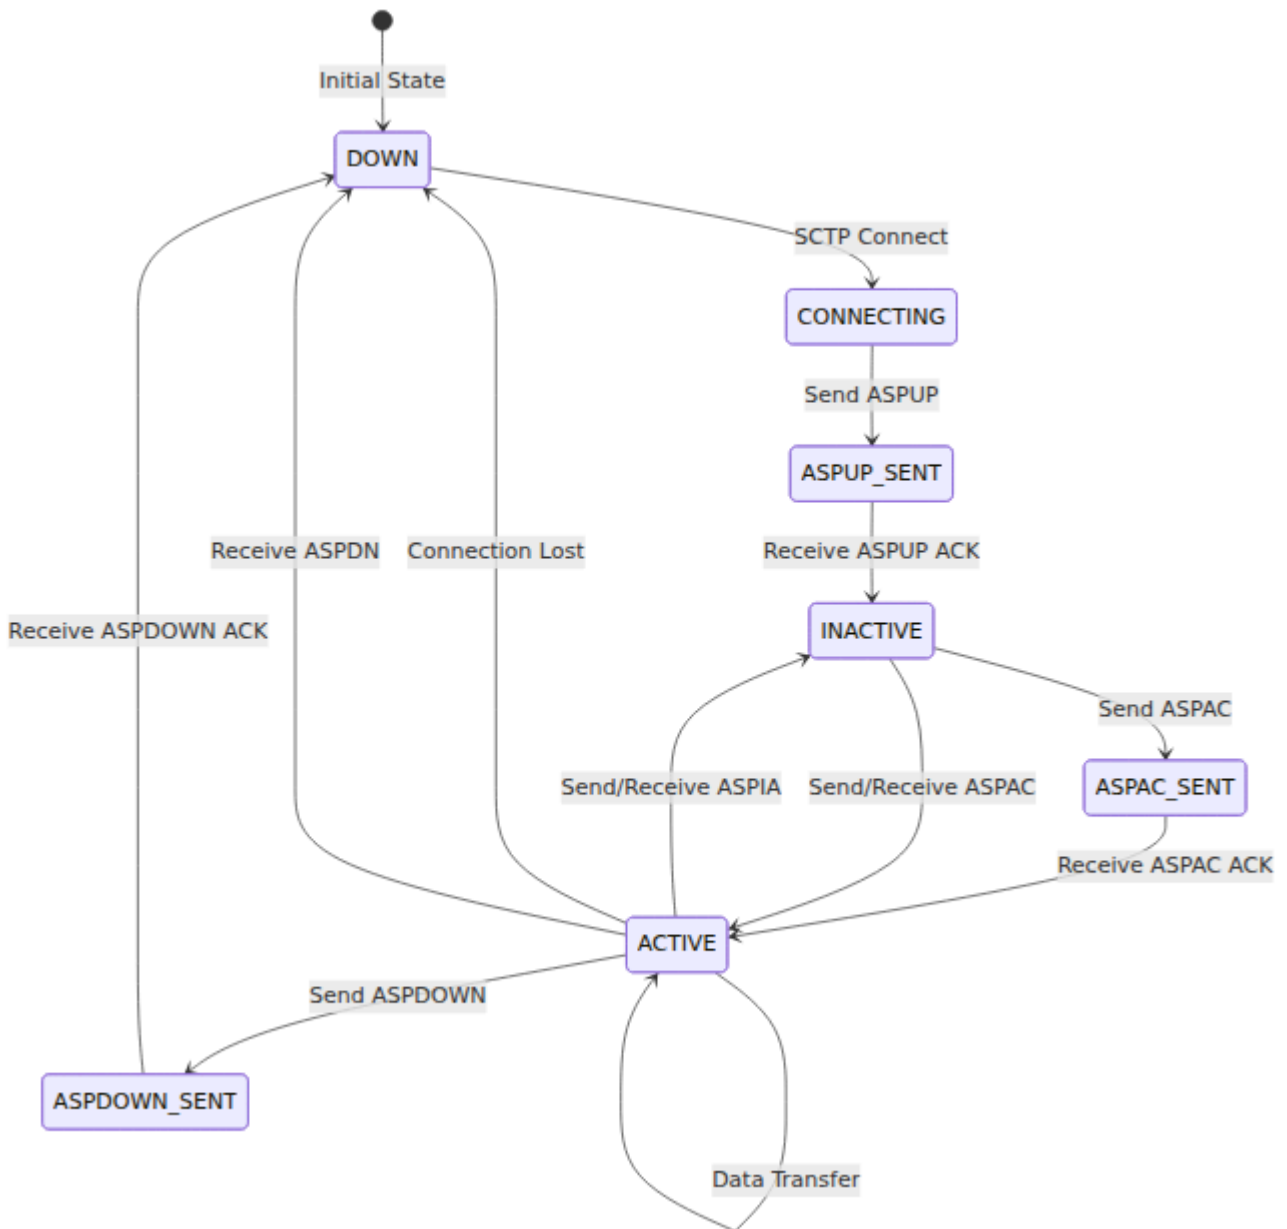 Initial State
DOWN
SCTP Connect
CONNECTING
Send ASPUP
ASPUP_SENT
Receive ASPDN
Connection Lost
Receive ASPUP ACK
Receive ASPDOWN ACK
INACTIVE
Send ASPAC
Send/Receive ASPIA
Send/Receive ASPAC
ASPAC_SENT
Receive ASPAC ACK
ACTIVE
Send ASPDOWN
ASPDOWN_SENT
Data Transfer